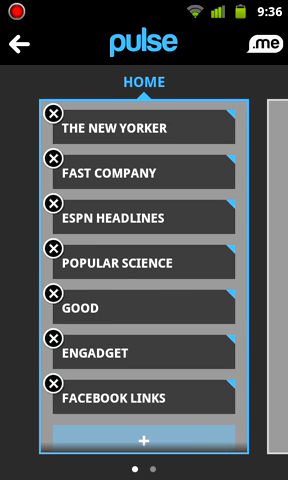 9:36
pulse
.me
HOME
THE NEW YORKER
FAST COMPANY
ESPN HEADLINES
POPULAR SCIENCE
GOOD
ENGADGET
FACEBOOK LINKS
+